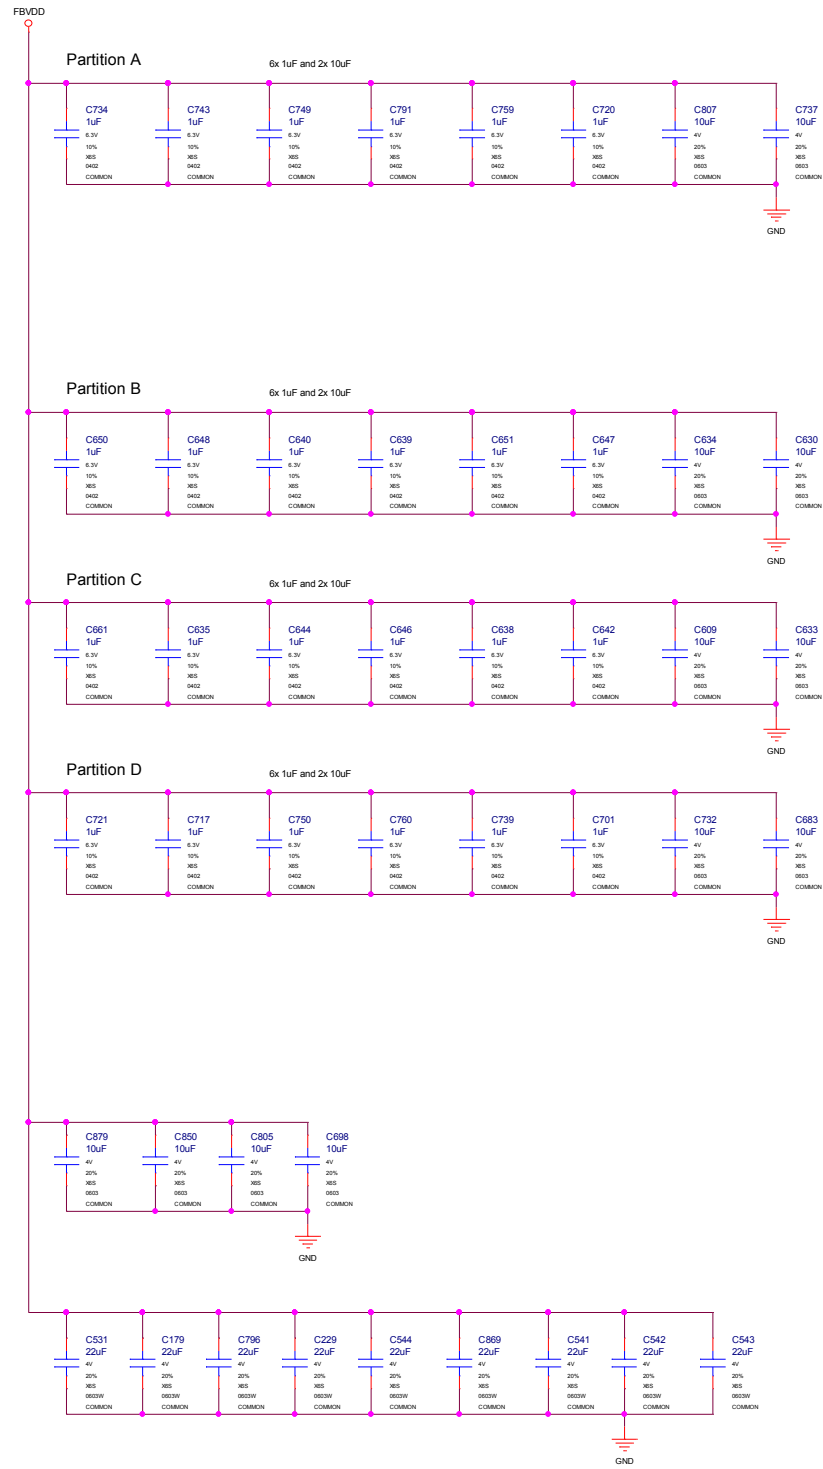 FBVDD
Partition A
6x 1uF and 2x 10uF
C734 C743 C749 C791 C759 C720 C807 C737
1uF 1uF 1uF 1uF 1uF 1uF 10uF 10uF
6.3V 6.3V 6.3V 6.3V 6.3V 6.3V 4V 4V
10% 10% 10% 10% 10% 10% 20% 20%
X6S X6S X6S X6S X6S X6S X6S X6S
0402 0402 0402 0402 0402 0402 0603 0603
COMMON COMMON COMMON COMMON COMMON COMMON COMMON COMMON
GND
Partition B
6x 1uF and 2x 10uF
C650 C648 C640 C639 C651 C647 C634 C630
1uF 1uF 1uF 1uF 1uF 1uF 10uF 10uF
6.3V 6.3V 6.3V 6.3V 6.3V 6.3V 4V 4V
10% 10% 10% 10% 10% 10% 20% 20%
X6S X6S X6S X6S X6S X6S X6S X6S
0402 0402 0402 0402 0402 0402 0603 0603
COMMON COMMON COMMON COMMON COMMON COMMON COMMON COMMON
GND
Partition C
6x 1uF and 2x 10uF
C661 C635 C644 C646 C638 C642 C609 C633
1uF 1uF 1uF 1uF 1uF 1uF 10uF 10uF
6.3V 6.3V 6.3V 6.3V 6.3V 6.3V 4V 4V
10% 10% 10% 10% 10% 10% 20% 20%
X6S X6S X6S X6S X6S X6S X6S X6S
0402 0402 0402 0402 0402 0402 0603 0603
COMMON COMMON COMMON COMMON COMMON COMMON COMMON COMMON
GND
Partition D
6x 1uF and 2x 10uF
C721 C717 C750 C760 C739 C701 C732 C683
1uF 1uF 1uF 1uF 1uF 1uF 10uF 10uF
6.3V 6.3V 6.3V 6.3V 6.3V 6.3V 4V 4V
10% 10% 10% 10% 10% 10% 20% 20%
X6S X6S X6S X6S X6S X6S X6S X6S
0402 0402 0402 0402 0402 0402 0603 0603
COMMON COMMON COMMON COMMON COMMON COMMON COMMON COMMON
GND
C879 C850 C805 C698
10uF 10uF 10uF 10uF
4V 4V 4V 4V
20% 20% 20% 20%
X6S X6S X6S X6S
0603 0603 0603 0603
COMMON COMMON COMMON COMMON
GND
C531 C179 C796 C229 C544 C869 C541 C542 C543
22uF 22uF 22uF 22uF 22uF 22uF 22uF 22uF 22uF
4V 4V 4V 4V 4V 4V 4V 4V 4V
20% 20% 20% 20% 20% 20% 20% 20% 20%
X6S X6S X6S X6S X6S X6S X6S X6S X6S
0603W 0603W 0603W 0603W 0603W 0603W 0603W 0603W 0603W
COMMON COMMON COMMON COMMON COMMON COMMON COMMON COMMON COMMON
GND